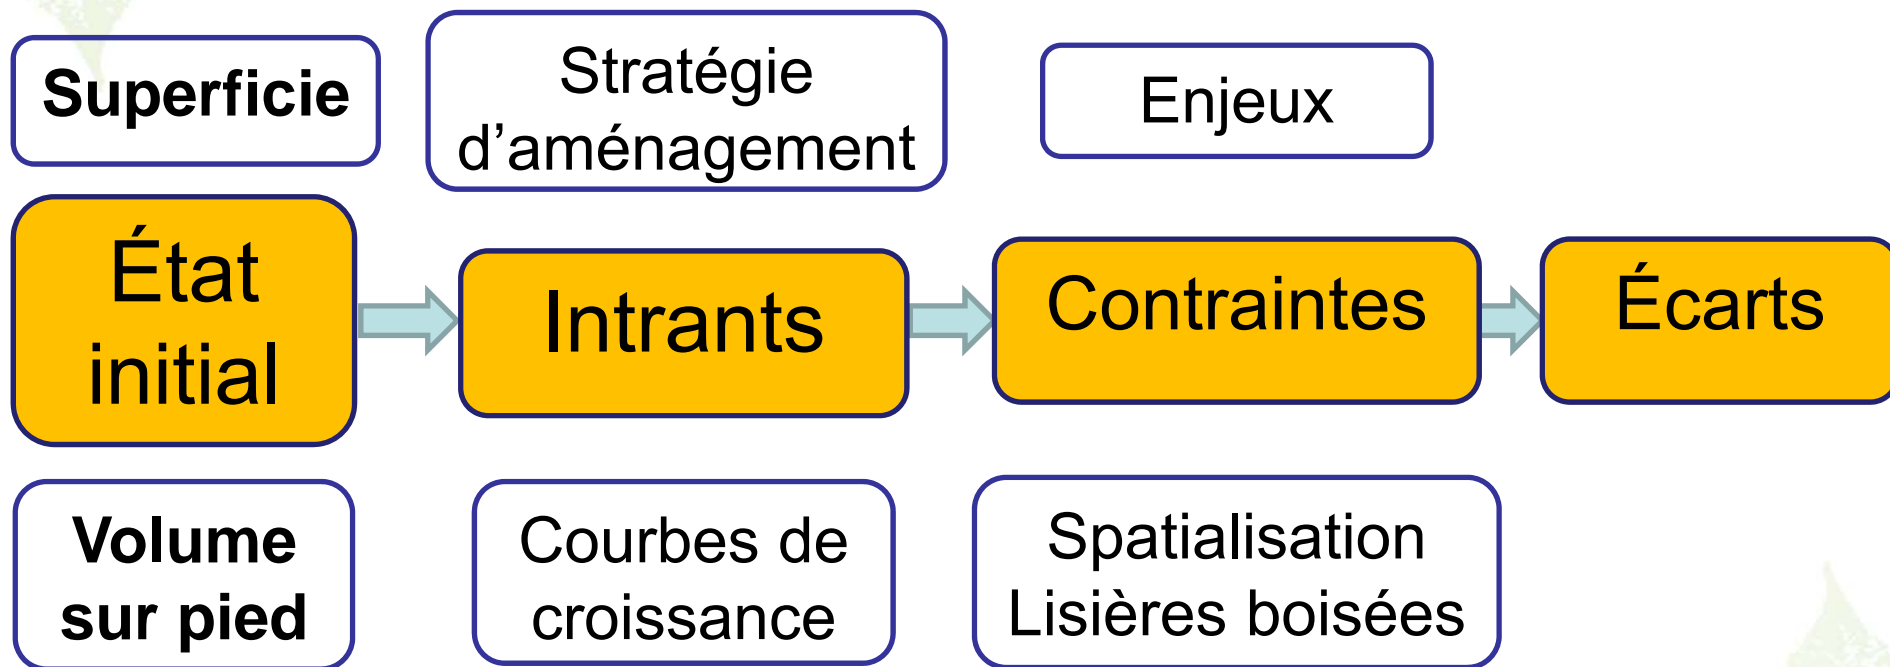 Superficie
Stratégie
d’aménagement
Enjeux
État
initial
Intrants
Contraintes
Écarts
Volume
sur pied
Courbes de
croissance
Spatialisation
Lisières boisées